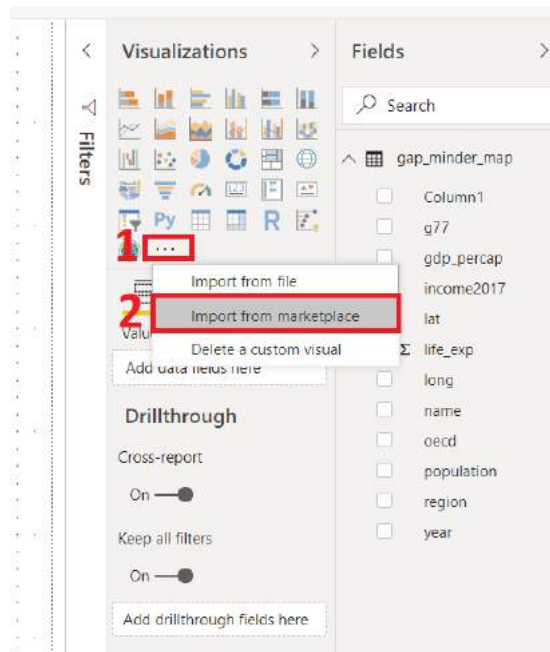 Visualizations
Fields
Filters
Search
gap_minder_map
Column1
g77
gdp_percap
income2017
lat
Σ life_exp
long
name
oecd
population
region
year
Py
R
123
1
...
Import from file
2
Import from marketplace
Delete a custom visual
Add data fields here
Drillthrough
Cross-report
On
Keep all filters
On
Add drillthrough fields here